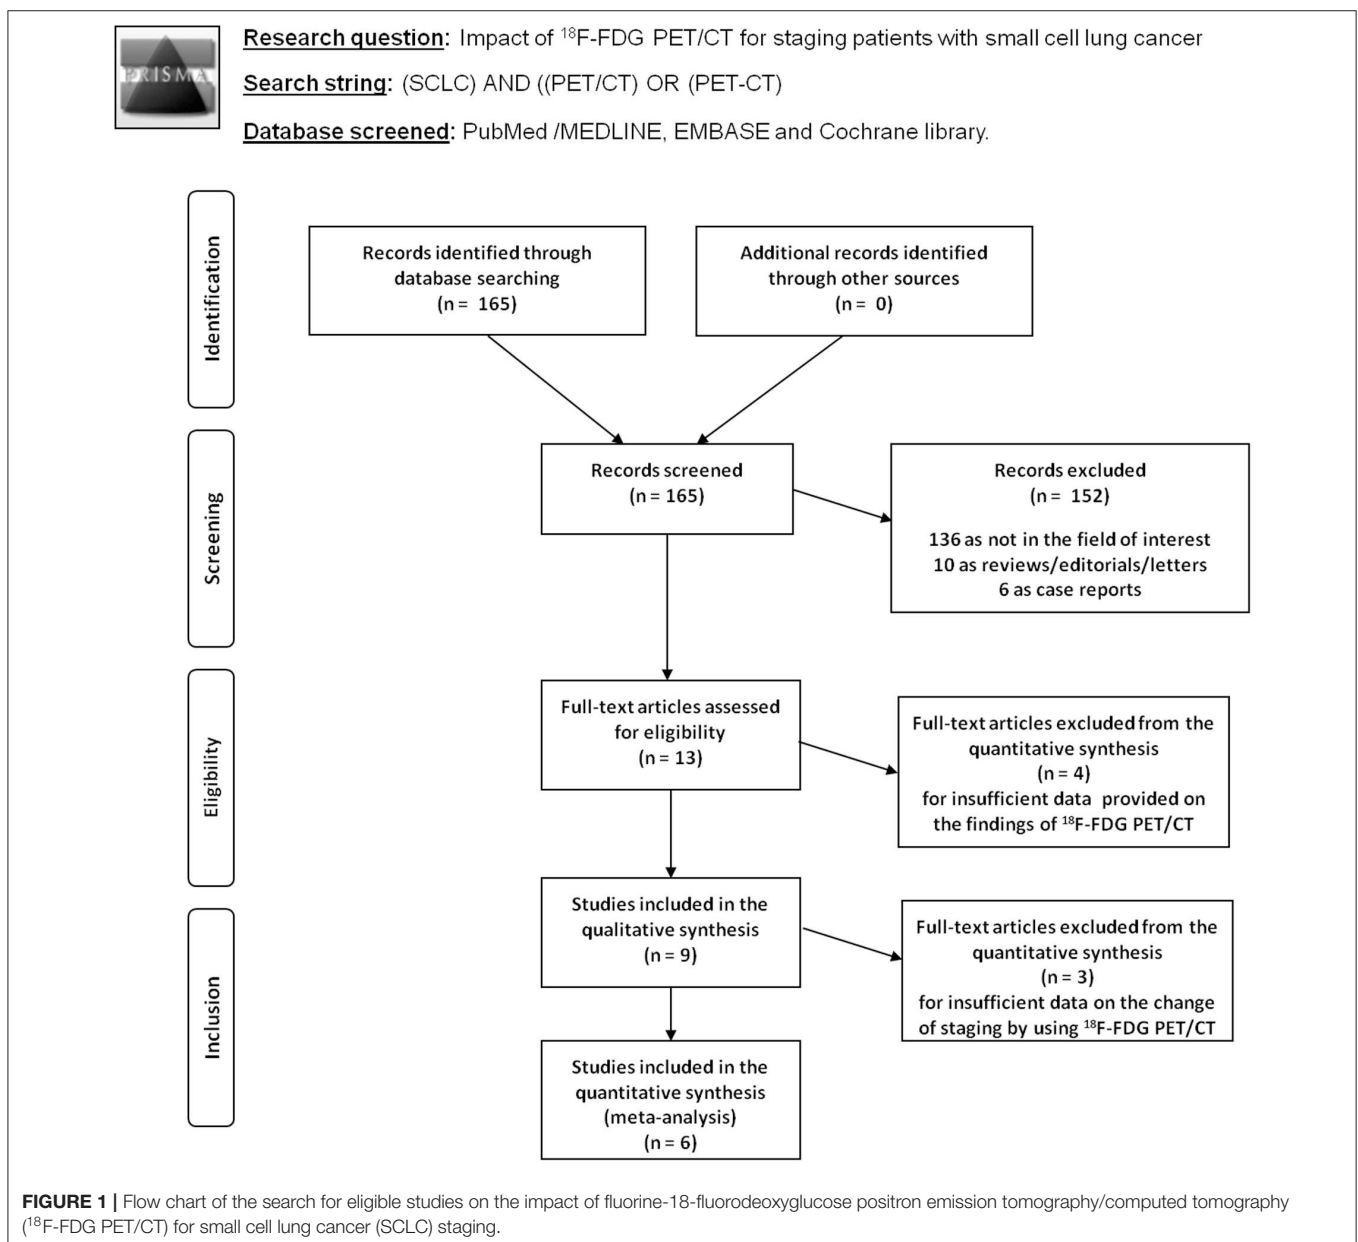 PRISMA
Research question: Impact of ¹⁸F-FDG PET/CT for staging patients with small cell lung cancer
Search string: (SCLC) AND ((PET/CT) OR (PET-CT)
Database screened: PubMed /MEDLINE, EMBASE and Cochrane library.
Identification
Records identified through
database searching
(n = 165)
Additional records identified
through other sources
(n = 0)
Screening
Records screened
(n = 165)
Records excluded
(n = 152)
136 as not in the field of interest
10 as reviews/editorials/letters
6 as case reports
Eligibility
Full-text articles assessed
for eligibility
(n = 13)
Full-text articles excluded from the
quantitative synthesis
(n = 4)
for insufficient data provided on
the findings of ¹⁸F-FDG PET/CT
Inclusion
Studies included in the
qualitative synthesis
(n = 9)
Full-text articles excluded from the
quantitative synthesis
(n = 3)
for insufficient data on the change
of staging by using ¹⁸F-FDG PET/CT
Studies included in the
quantitative synthesis
(meta-analysis)
(n = 6)
FIGURE 1 | Flow chart of the search for eligible studies on the impact of fluorine-18-fluorodeoxyglucose positron emission tomography/computed tomography
(¹⁸F-FDG PET/CT) for small cell lung cancer (SCLC) staging.